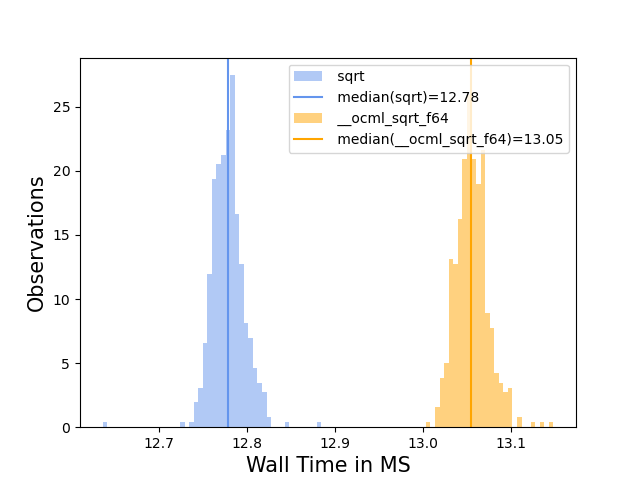 sqrt
median(sqrt)=12.78
__ocml_sqrt_f64
median(__ocml_sqrt_f64)=13.05
Observations
25
20
15
10
5
0
12.7 12.8 12.9 13.0 13.1
Wall Time in MS